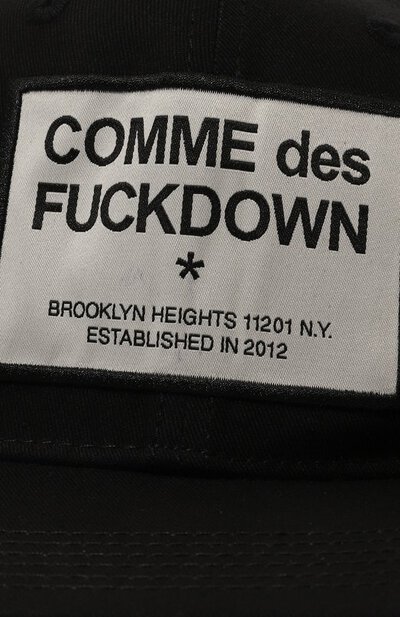 COMME des
FUCKDOWN
*
BROOKLYN HEIGHTS 11201 N.Y.
ESTABLISHED IN 2012